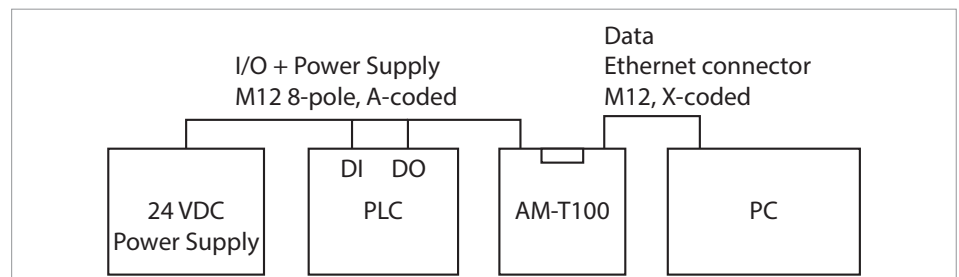 I/O + Power Supply
M12 8-pole, A-coded
Data
Ethernet connector
M12, X-coded
24 VDC
Power Supply
DI DO
PLC
AM-T100
PC